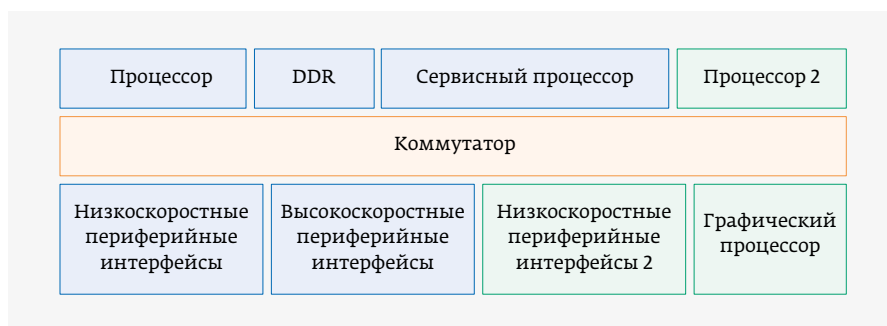 Процессор
DDR
Сервисный процессор
Процессор 2
Коммутатор
Низкоскоростные
периферийные
интерфейсы
Высокоскоростные
периферийные
интерфейсы
Низкоскоростные
периферийные
интерфейсы 2
Графический
процессор